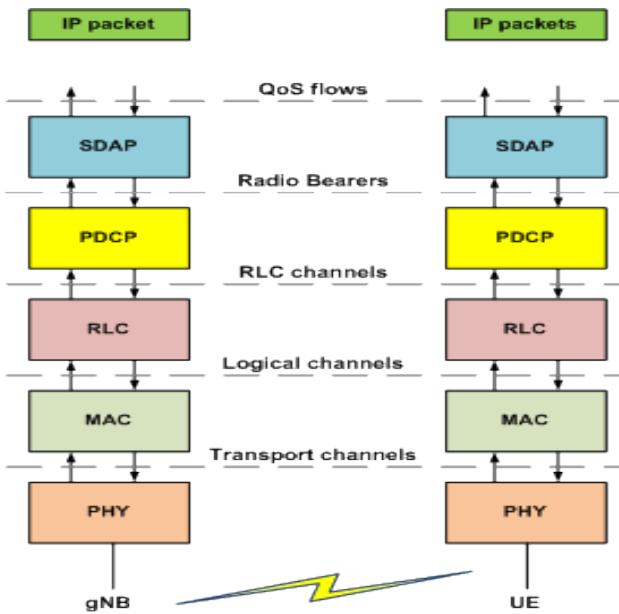 IP packet
IP packets
QoS flows
SDAP
SDAP
Radio Bearers
PDCP
PDCP
RLC channels
RLC
RLC
Logical channels
MAC
MAC
Transport channels
PHY
PHY
gNB
UE